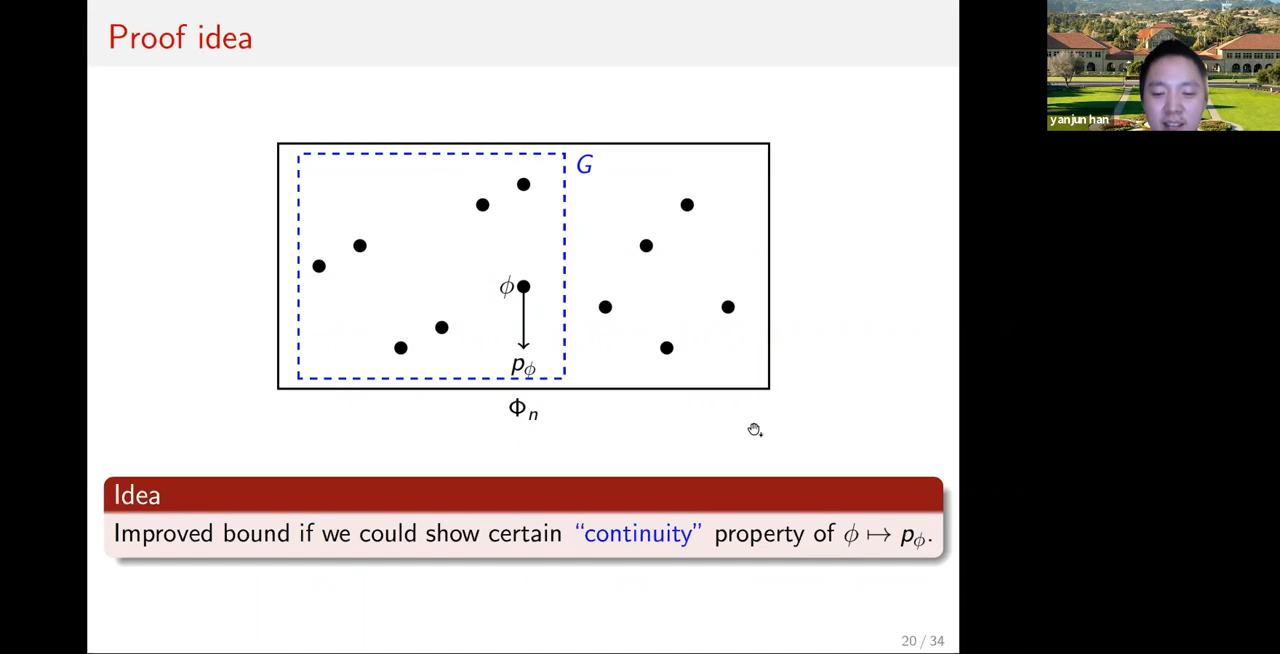 Proof idea
yanjun han
G
ϕ
p_ϕ
Φ_n
Idea
Improved bound if we could show certain “continuity” property of ϕ ↦ p_ϕ.
20 / 34